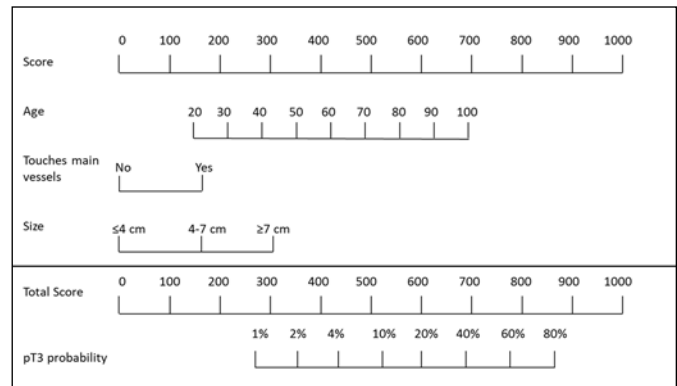 0 100 200 300 400 500 600 700 800 900 1000
Score
Age
20 30 40 50 60 70 80 90 100
Touches main
vessels
No Yes
Size
≤4 cm 4-7 cm ≥7 cm
0 100 200 300 400 500 600 700 800 900 1000
Total Score
1% 2% 4% 10% 20% 40% 60% 80%
pT3 probability